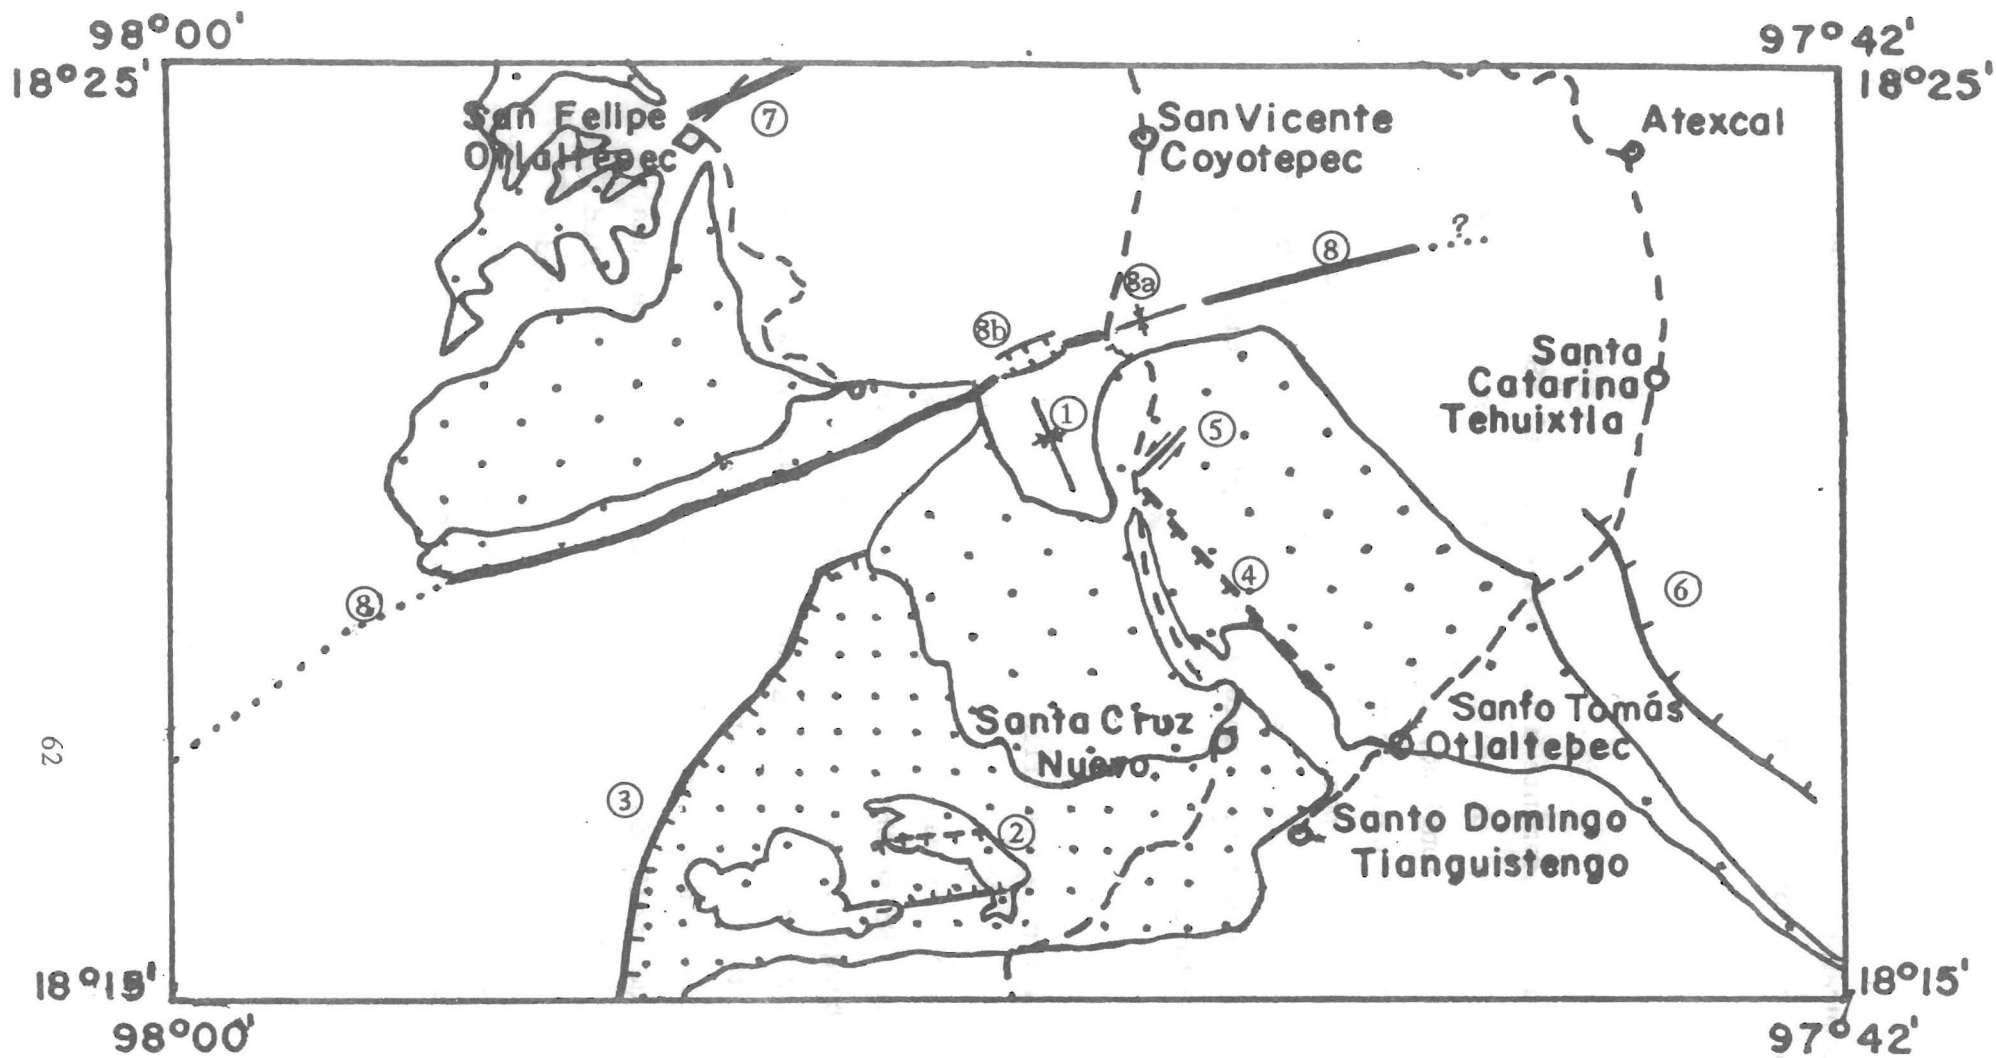 98°00'
97°42'
18°25'
18°25'
San Felipe
Otlaltepec
7
San Vicente
Coyotepec
Atexcal
?
8
8a
8b
Santa
Catarina
Tehuixtla
1
5
4
6
8
Santa Cruz
Nuevo
Santo Tomás
Otlaltepec
62
3
2
Santo Domingo
Tianguistengo
18°15'
18°15'
98°00'
97°42'